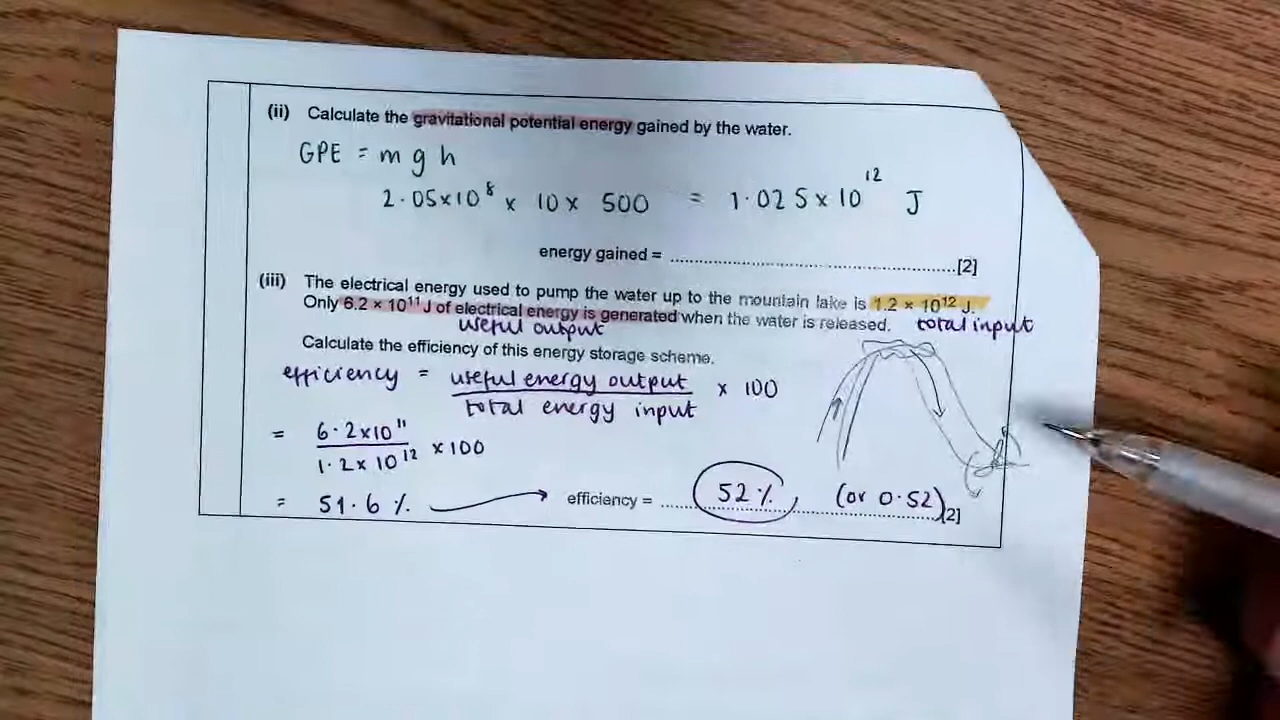 (ii) Calculate the gravitational potential energy gained by the water.
GPE = m g h
2.05×10⁸ × 10 × 500 = 1.025×10¹² J
energy gained = ........................................................[2]
(iii) The electrical energy used to pump the water up to the mountain lake is 1.2 × 10¹² J.
Only 6.2 × 10¹¹ J of electrical energy is generated when the water is released. total input
useful output
Calculate the efficiency of this energy storage scheme.
efficiency = useful energy output × 100
total energy input
= 6.2×10¹¹ × 100
1.2×10¹²
= 51.6 % efficiency = ...... 52%, (or 0.52) [2]